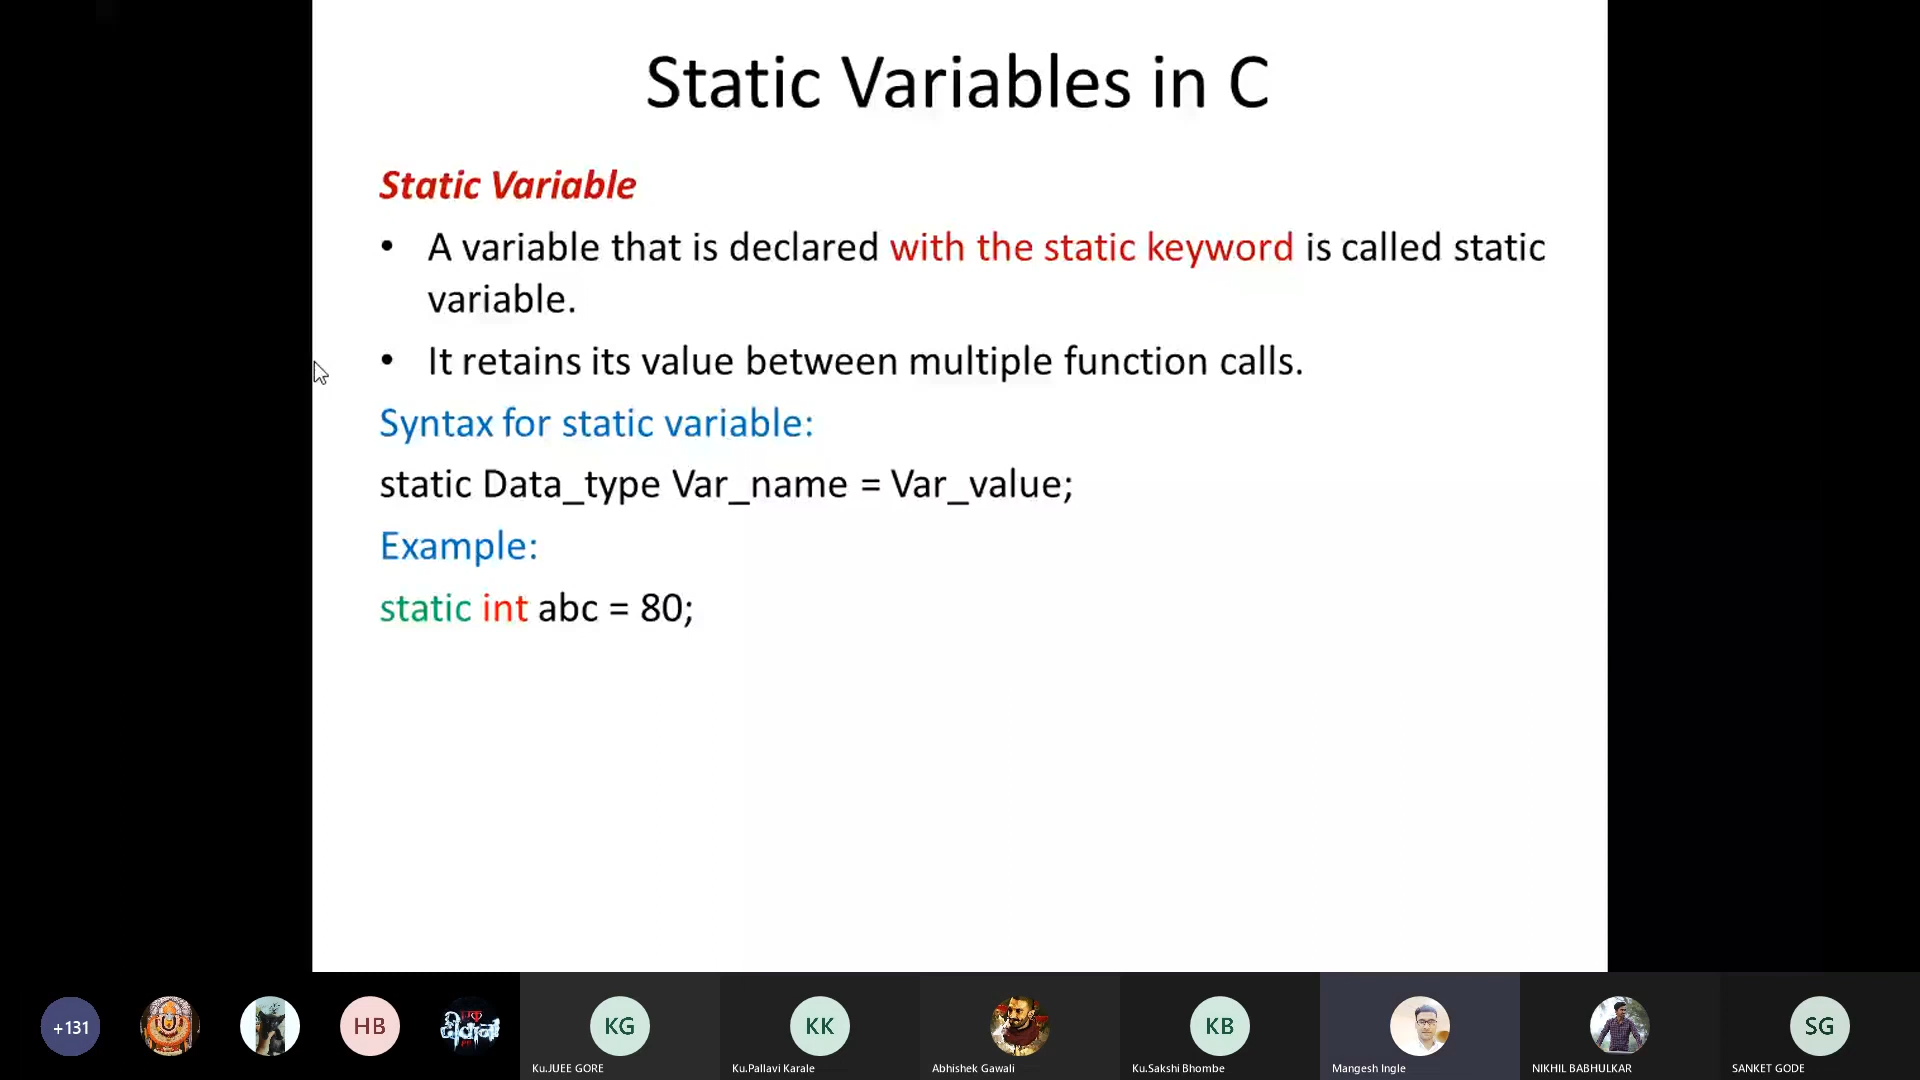 Static Variables in C
Static Variable
• A variable that is declared with the static keyword is called static
variable.
• It retains its value between multiple function calls.
Syntax for static variable:
static Data_type Var_name = Var_value;
Example:
static int abc = 80;
+131
HB
KG
KK
KB
SG
Ku.JUEE GORE
Ku.Pallavi Karale
Abhishek Gawali
Ku.Sakshi Bhombe
Mangesh Ingle
NIKHIL BABHULKAR
SANKET GODE